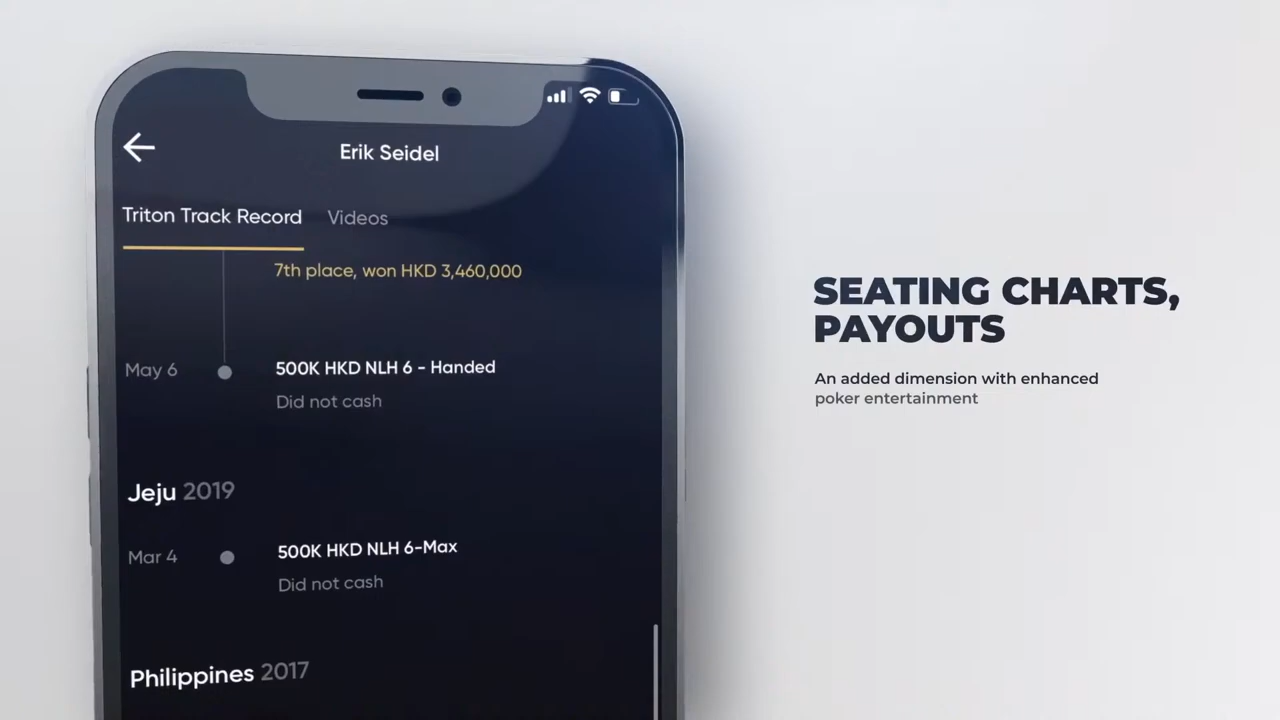 Erik Seidel
Triton Track Record
Videos
7th place, won HKD 3,460,000
May 6
500K HKD NLH 6 - Handed
Did not cash
Jeju 2019
Mar 4
500K HKD NLH 6-Max
Did not cash
Philippines 2017
SEATING CHARTS,
PAYOUTS
An added dimension with enhanced
poker entertainment